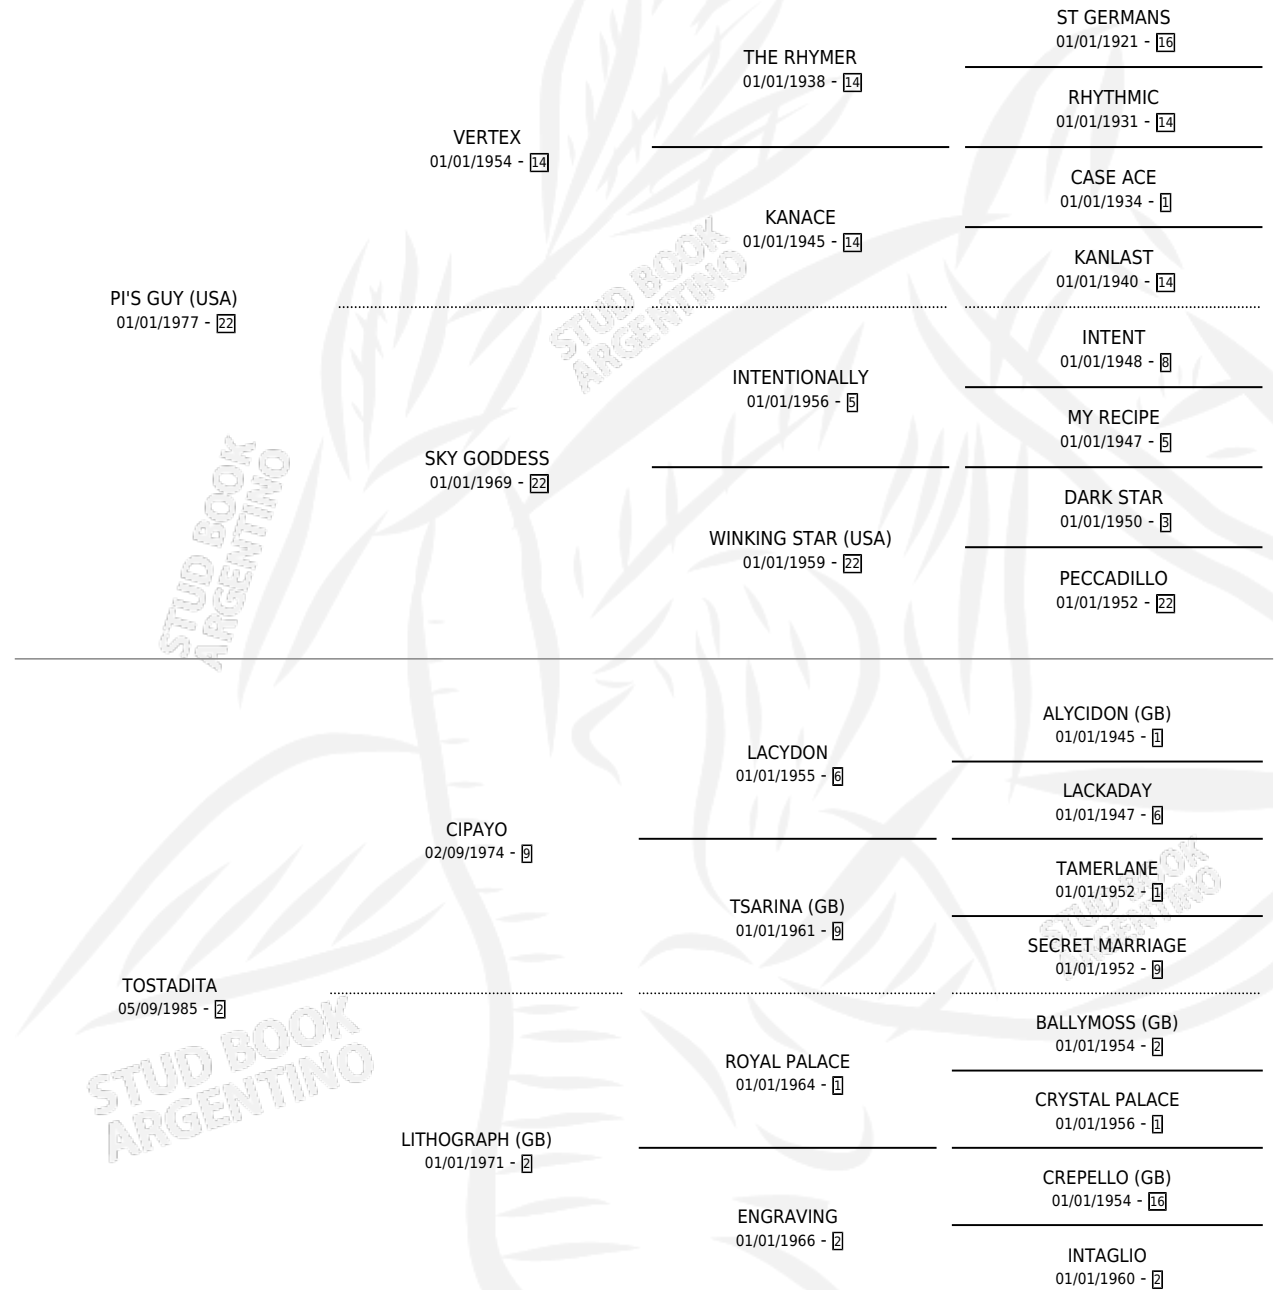 ST GERMANS
01/01/1921 - 16
THE RHYMER
01/01/1938 - 14
RHYTHMIC
01/01/1931 - 14
VERTEX
01/01/1954 - 14
CASE ACE
01/01/1934 - 1
KANACE
01/01/1945 - 14
KANLAST
01/01/1940 - 14
PI'S GUY (USA)
01/01/1977 - 22
INTENT
01/01/1948 - 8
INTENTIONALLY
01/01/1956 - 5
MY RECIPE
01/01/1947 - 5
SKY GODDESS
01/01/1969 - 22
DARK STAR
01/01/1950 - 3
WINKING STAR (USA)
01/01/1959 - 22
PECCADILLO
01/01/1952 - 22
ALYCIDON (GB)
01/01/1945 - 1
LACYDON
01/01/1955 - 6
LACKADAY
01/01/1947 - 6
CIPAYO
02/09/1974 - 9
TAMERLANE
01/01/1952 - 1
TSARINA (GB)
01/01/1961 - 9
SECRET MARRIAGE
01/01/1952 - 9
TOSTADITA
05/09/1985 - 2
BALLYMOSS (GB)
01/01/1954 - 2
ROYAL PALACE
01/01/1964 - 1
CRYSTAL PALACE
01/01/1956 - 1
LITHOGRAPH (GB)
01/01/1971 - 2
CREPELLO (GB)
01/01/1954 - 16
ENGRAVING
01/01/1966 - 2
INTAGLIO
01/01/1960 - 2
STUD BOOK
ARGENTINO
STUD BOOK
ARGENTINO
STUD BOOK
ARGENTINO
STUD BOOK
ARGENTINO